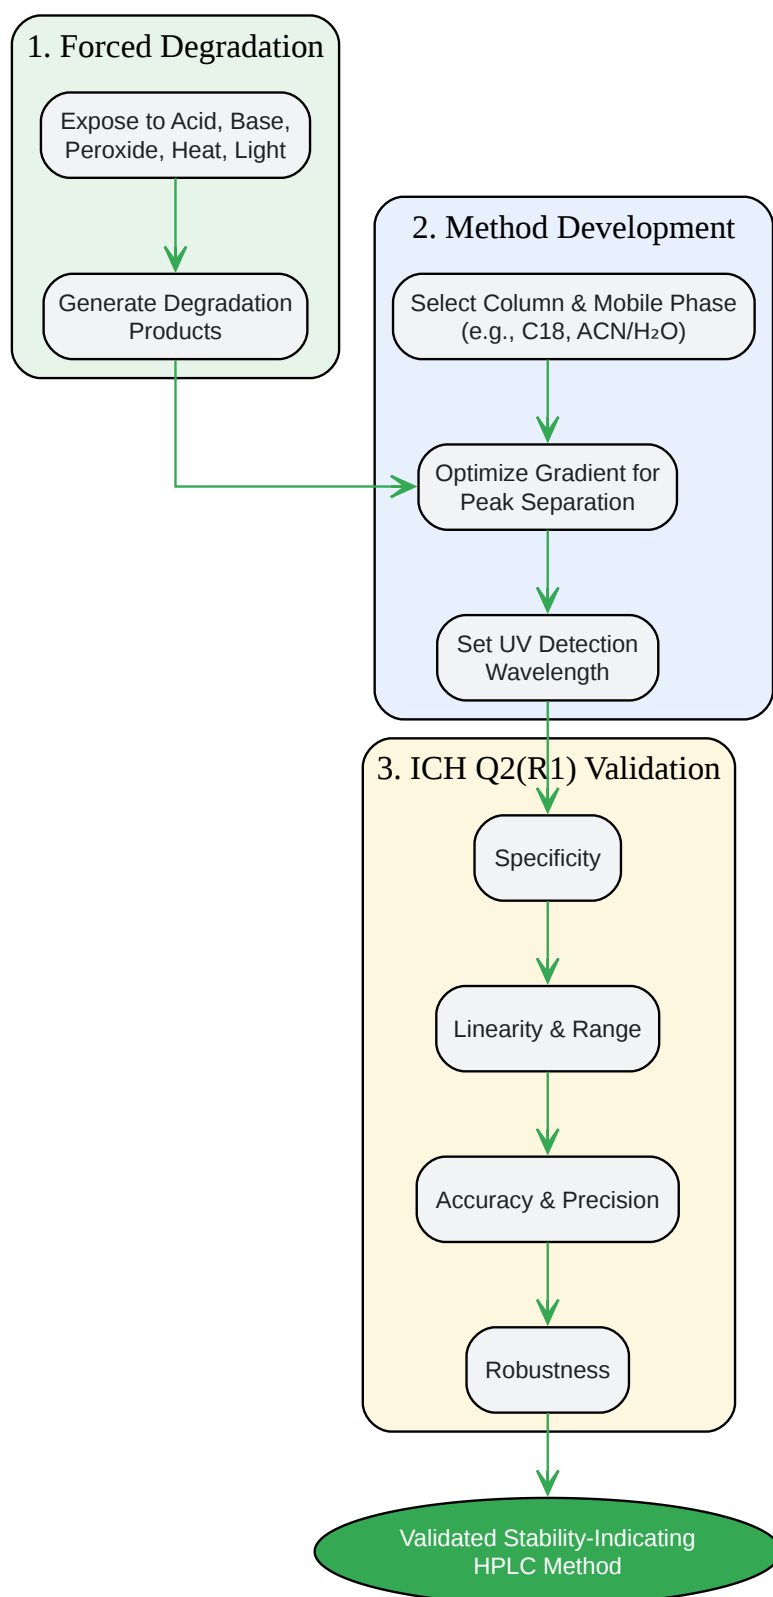 1. Forced Degradation
Expose to Acid, Base,
Peroxide, Heat, Light
Generate Degradation
Products
2. Method Development
Select Column & Mobile Phase
(e.g., C18, ACN/H₂O)
Optimize Gradient for
Peak Separation
Set UV Detection
Wavelength
3. ICH Q2(R1) Validation
Specificity
Linearity & Range
Accuracy & Precision
Robustness
Validated Stability-Indicating
HPLC Method